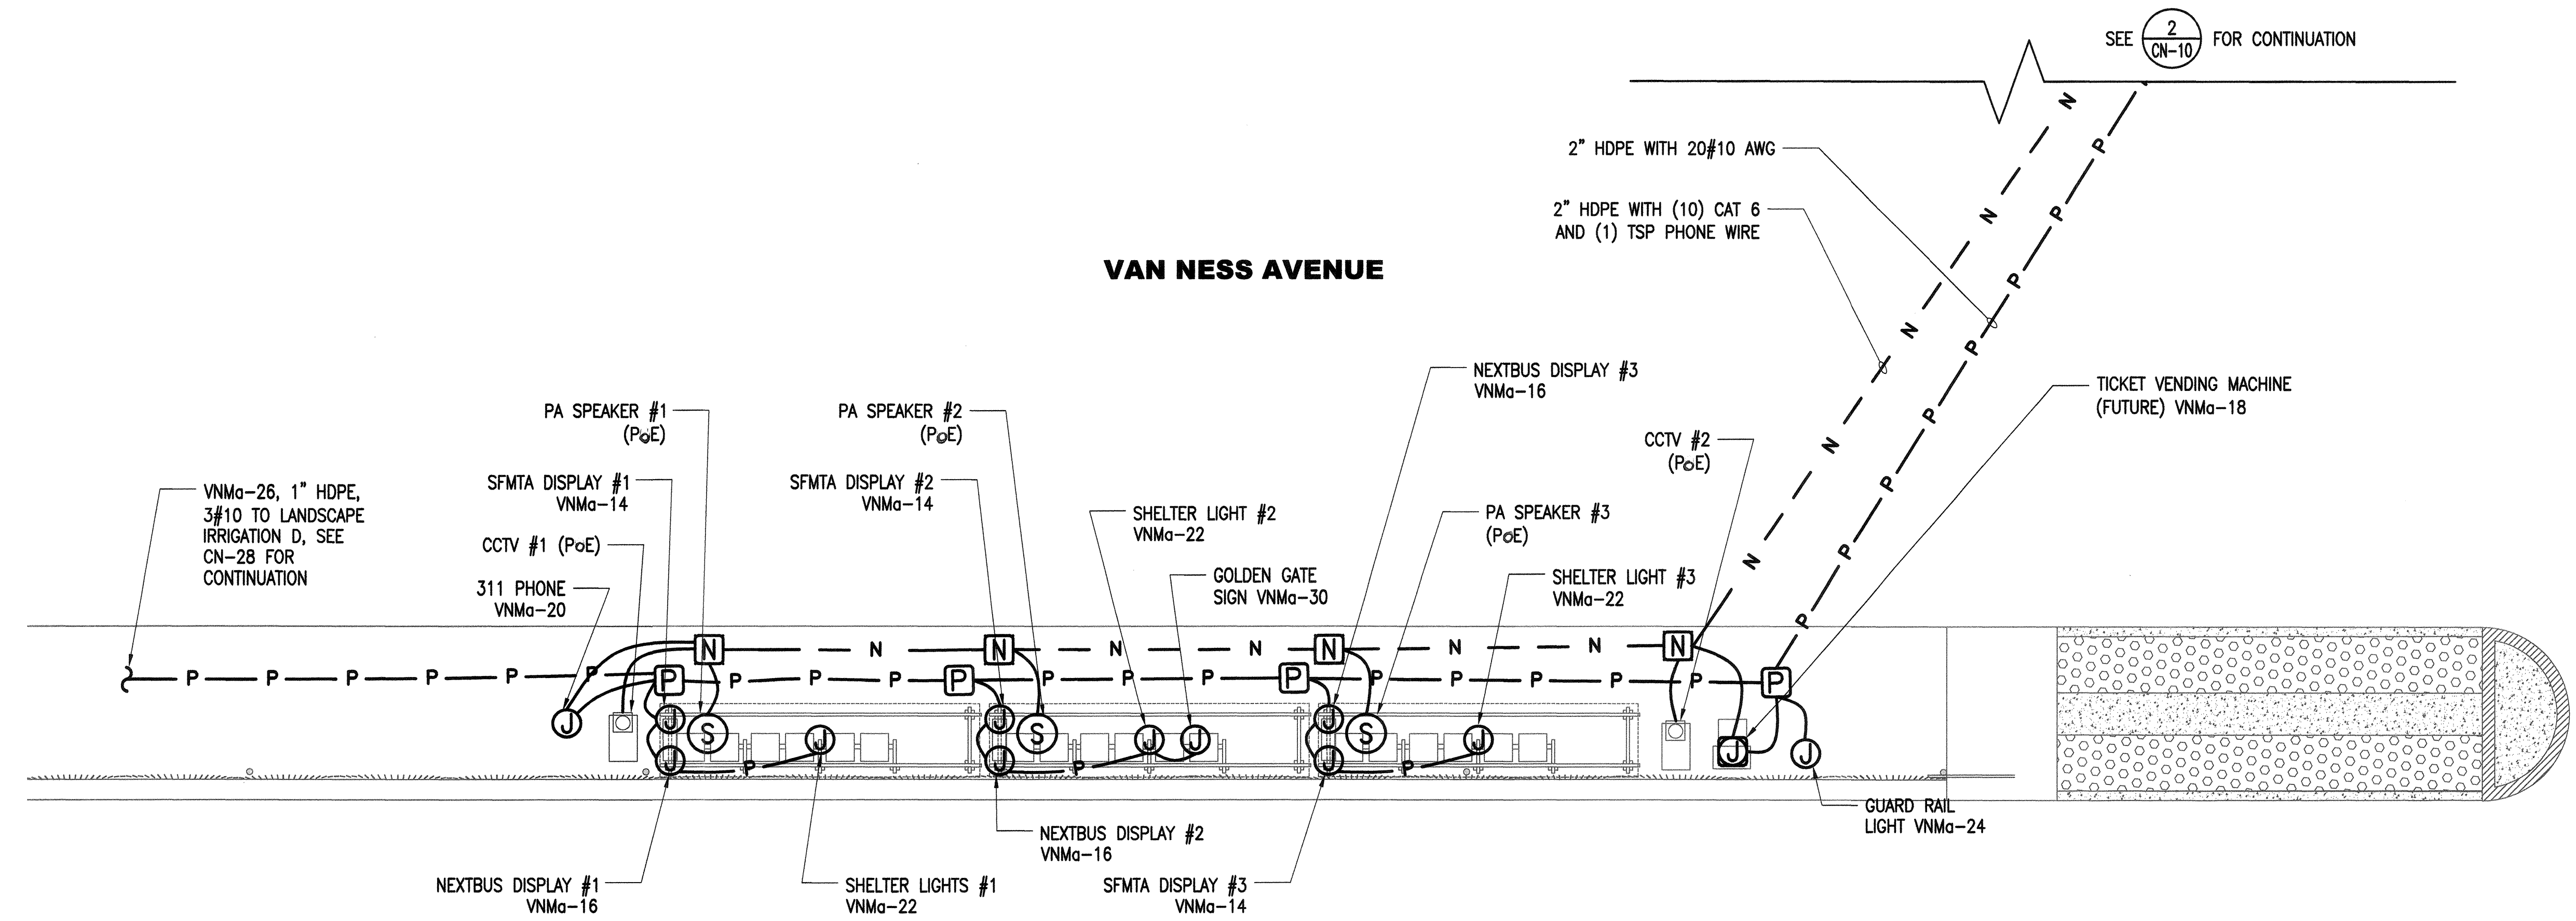 2
SEE CN-10 FOR CONTINUATION
2" HDPE WITH 20#10 AWG
2" HDPE WITH (10) CAT 6
AND (1) TSP PHONE WIRE
VAN NESS AVENUE
NEXTBUS DISPLAY #3
VNMa-16
TICKET VENDING MACHINE
(FUTURE) VNMa-18
PA SPEAKER #1
(PoE)
PA SPEAKER #2
(PoE)
CCTV #2
(PoE)
VNMa-26, 1" HDPE,
3#10 TO LANDSCAPE
IRRIGATION D, SEE
CN-28 FOR
CONTINUATION
SFMTA DISPLAY #1
VNMa-14
SFMTA DISPLAY #2
VNMa-14
SHELTER LIGHT #2
VNMa-22
PA SPEAKER #3
(PoE)
CCTV #1 (PoE)
311 PHONE
VNMa-20
GOLDEN GATE
SIGN VNMa-30
SHELTER LIGHT #3
VNMa-22
N N N N N N N
N N N N N N N N N N N
P P P P P P P P P P P
P P P P P P P P P P P P P P P P P P P P P
J J S J J J S J J J J S J J J J J
P P P
GUARD RAIL
LIGHT VNMa-24
NEXTBUS DISPLAY #2
VNMa-16
NEXTBUS DISPLAY #1
VNMa-16
SHELTER LIGHTS #1
VNMa-22
SFMTA DISPLAY #3
VNMa-14